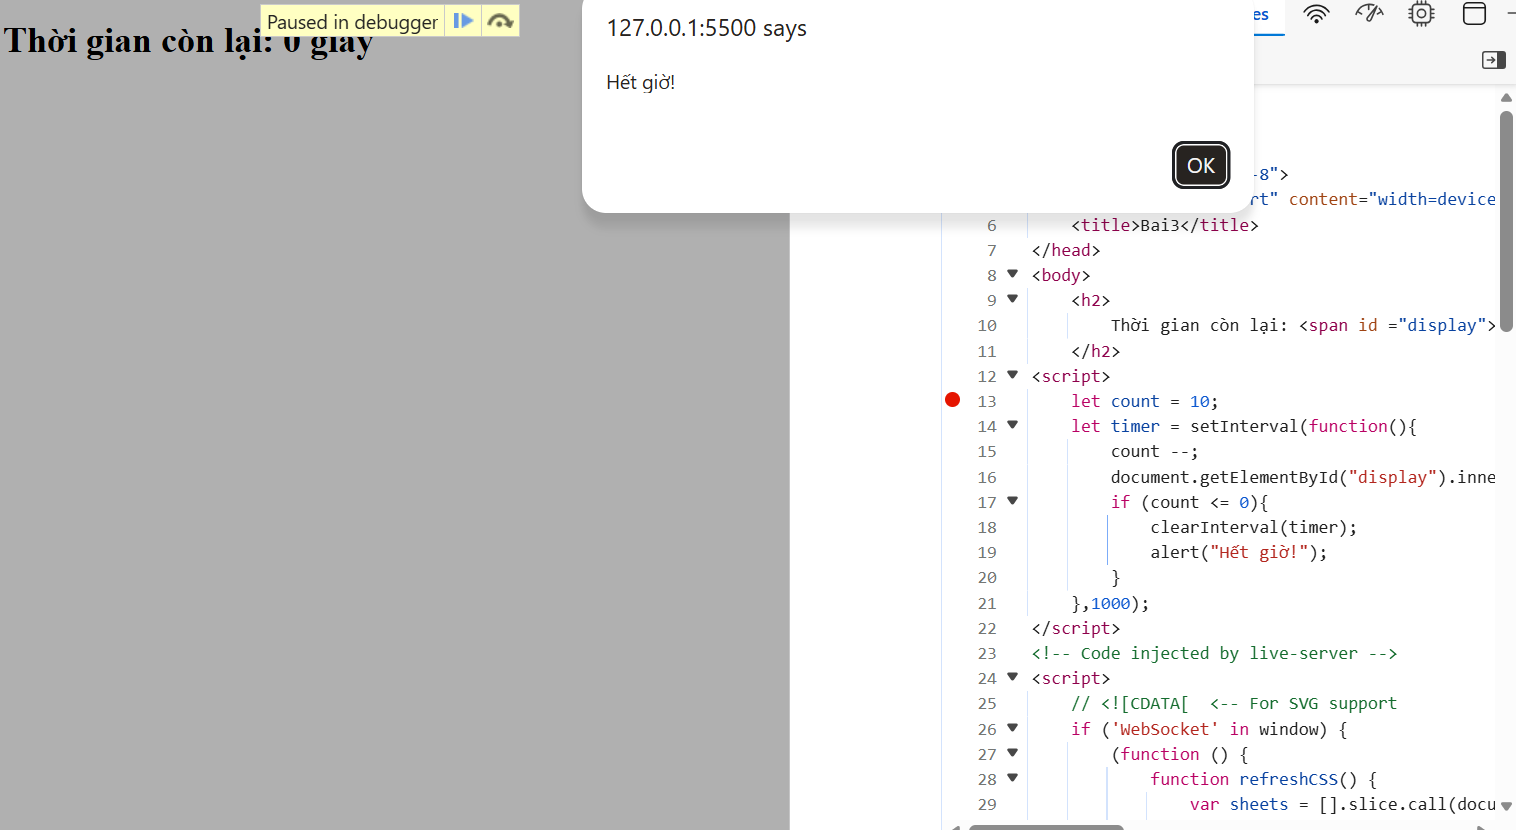 Paused in debugger
Thời gian còn lại: 0 giây
127.0.0.1:5500 says
Hết giờ!
OK
es
-8">
rt" content="width=device
6 <title>Bai3</title>
7 </head>
8 <body>
9 <h2>
10 Thời gian còn lại: <span id ="display">
11 </h2>
12 <script>
13 let count = 10;
14 let timer = setInterval(function(){
15 count --;
16 document.getElementById("display").inne
17 if (count <= 0){
18 clearInterval(timer);
19 alert("Hết giờ!");
20 }
21 },1000);
22 </script>
23 <!-- Code injected by live-server -->
24 <script>
25 // <![CDATA[  <-- For SVG support
26 if ('WebSocket' in window) {
27 (function () {
28 function refreshCSS() {
29 var sheets = [].slice.call(docu